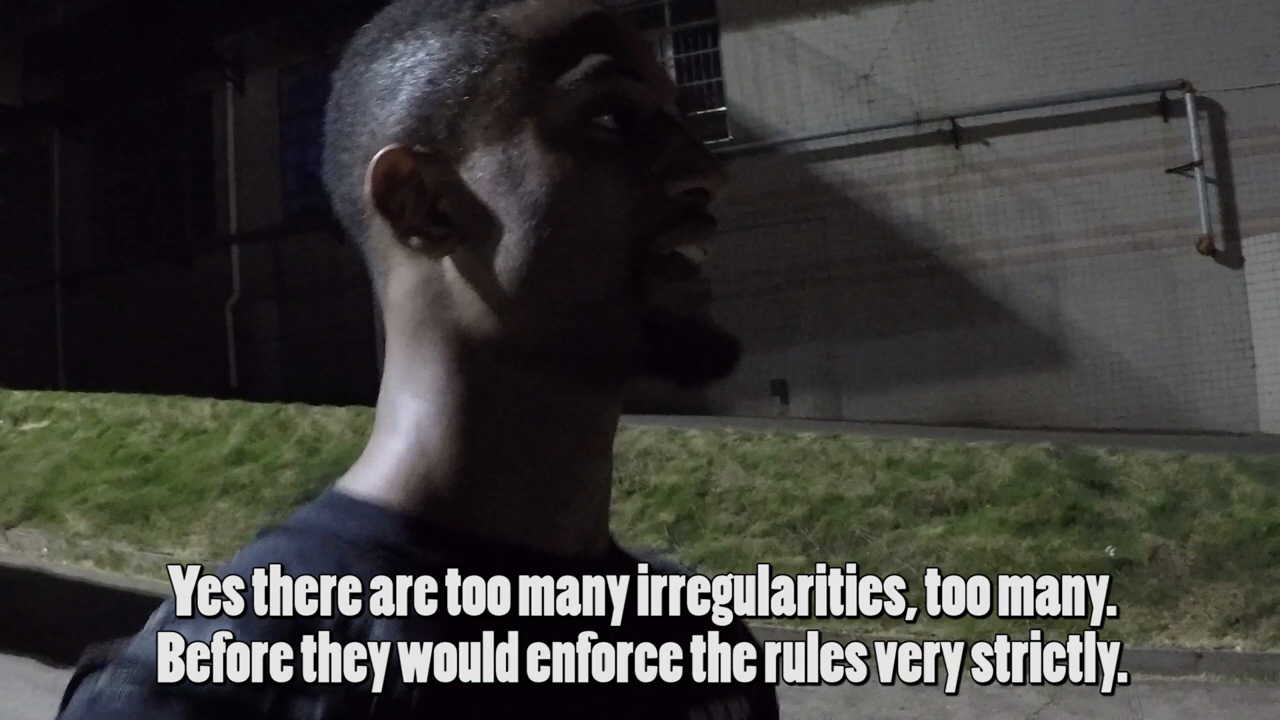 Yes there are too many irregularities, too many.
Before they would enforce the rules very strictly.